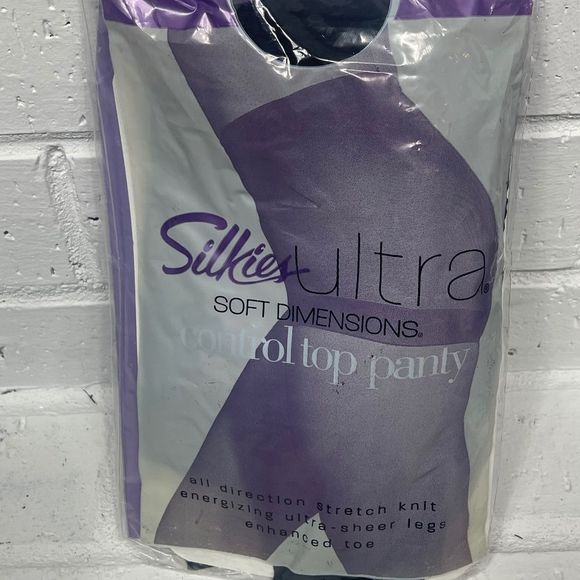 Silkies ultra®
SOFT DIMENSIONS®
control top panty
all direction stretch knit
energizing ultra-sheer legs
enhanced toe